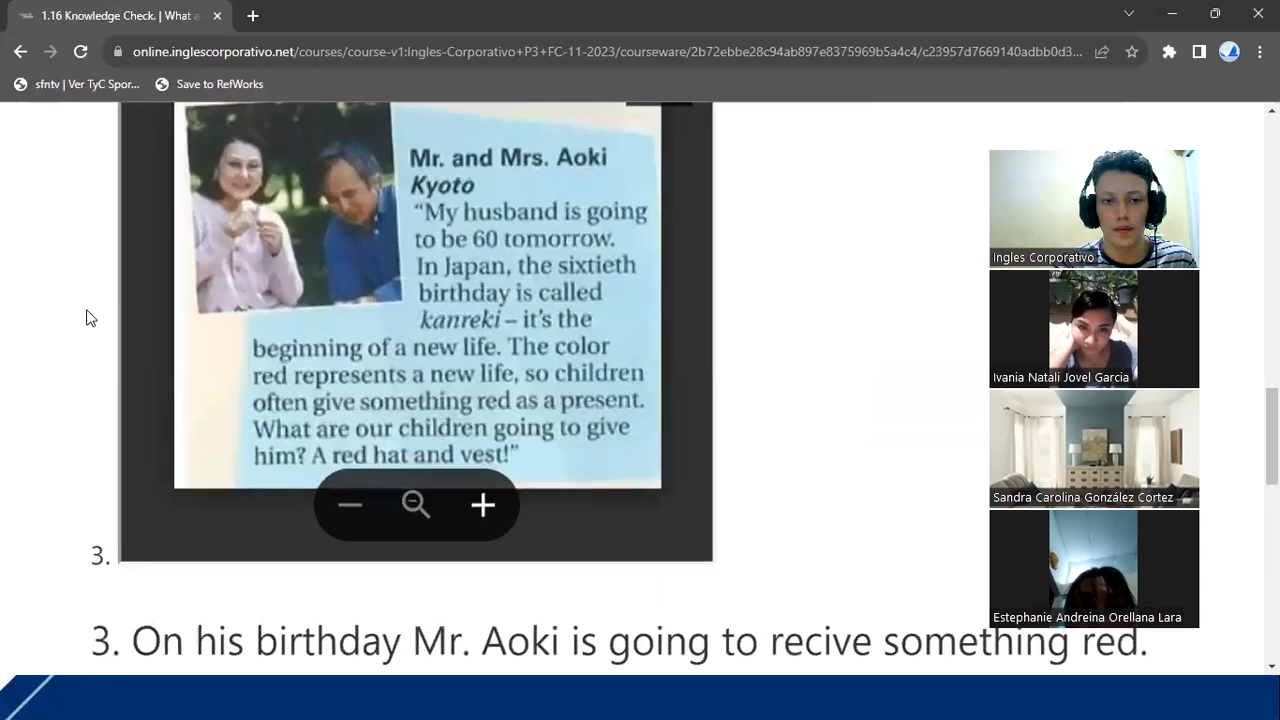 1.16 Knowledge Check. | What a
online.inglescorporativo.net/courses/course-v1:Ingles-Corporativo+P3+FC-11-2023/courseware/2b72ebbe28c94ab897e8375969b5a4c4/c23957d7669140adbb0d3...
sfntv | Ver TyC Spor...
Save to RefWorks
Mr. and Mrs. Aoki
Kyoto
“My husband is going
to be 60 tomorrow.
In Japan, the sixtieth
birthday is called
kanreki – it's the
beginning of a new life. The color
red represents a new life, so children
often give something red as a present.
What are our children going to give
him? A red hat and vest!”
3.
3. On his birthday Mr. Aoki is going to recive something red.
Ingles Corporativo
Ivania Natali Jovel Garcia
Sandra Carolina González Cortez
Estephanie Andreina Orellana Lara